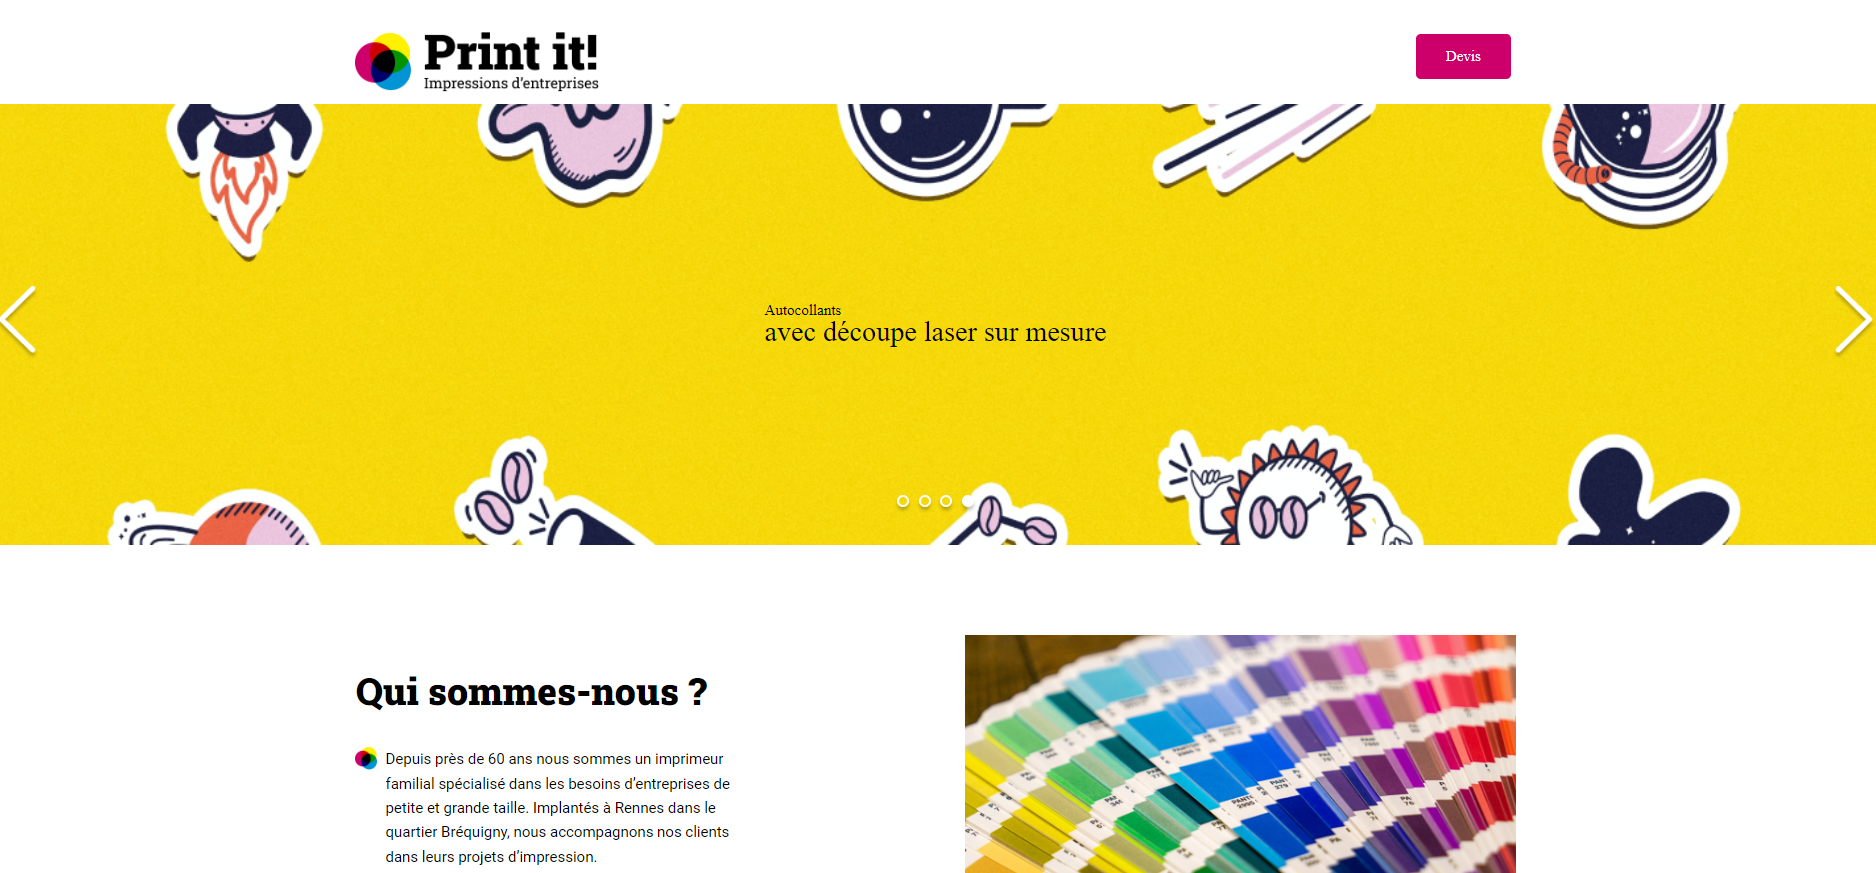 Print it!
Impressions d'entreprises
Devis
Autocollants
avec découpe laser sur mesure
Qui sommes-nous ?
Depuis près de 60 ans nous sommes un imprimeur
familial spécialisé dans les besoins d’entreprises de
petite et grande taille. Implantés à Rennes dans le
quartier Bréquigny, nous accompagnons nos clients
dans leurs projets d’impression.